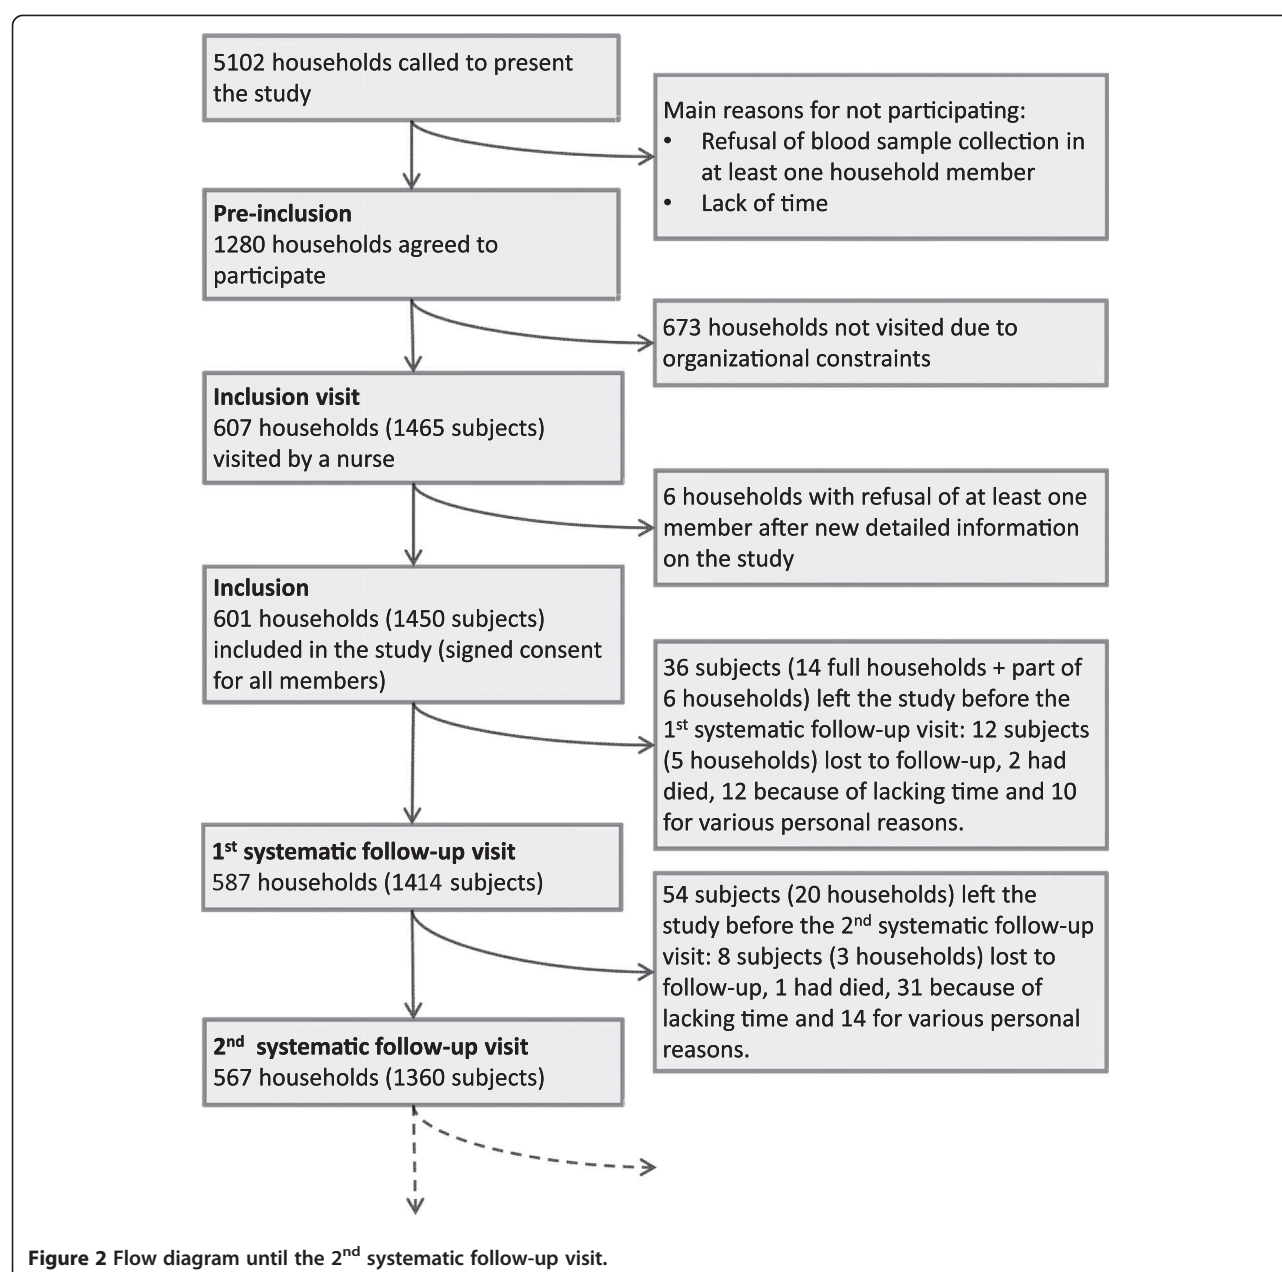 5102 households called to present
the study
Main reasons for not participating:
• Refusal of blood sample collection in
at least one household member
• Lack of time
Pre-inclusion
1280 households agreed to
participate
673 households not visited due to
organizational constraints
Inclusion visit
607 households (1465 subjects)
visited by a nurse
6 households with refusal of at least one
member after new detailed information
on the study
Inclusion
601 households (1450 subjects)
included in the study (signed consent
for all members)
36 subjects (14 full households + part of
6 households) left the study before the
1st systematic follow-up visit: 12 subjects
(5 households) lost to follow-up, 2 had
died, 12 because of lacking time and 10
for various personal reasons.
1st systematic follow-up visit
587 households (1414 subjects)
54 subjects (20 households) left the
study before the 2nd systematic follow-up
visit: 8 subjects (3 households) lost to
follow-up, 1 had died, 31 because of
lacking time and 14 for various personal
reasons.
2nd systematic follow-up visit
567 households (1360 subjects)
Figure 2 Flow diagram until the 2nd systematic follow-up visit.